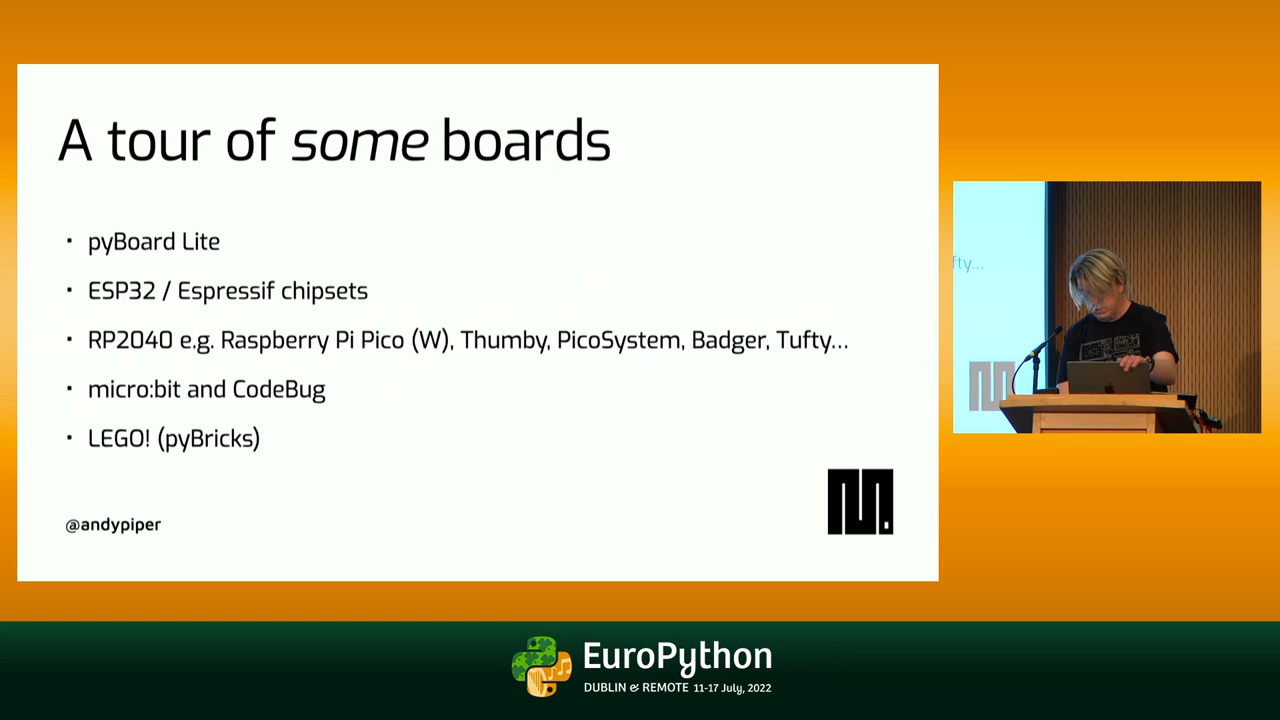 A tour of some boards
• pyBoard Lite
• ESP32 / Espressif chipsets
• RP2040 e.g. Raspberry Pi Pico (W), Thumby, PicoSystem, Badger, Tufty...
• micro:bit and CodeBug
• LEGO! (pyBricks)
@andypiper
fty...
EuroPython
DUBLIN & REMOTE 11-17 July, 2022